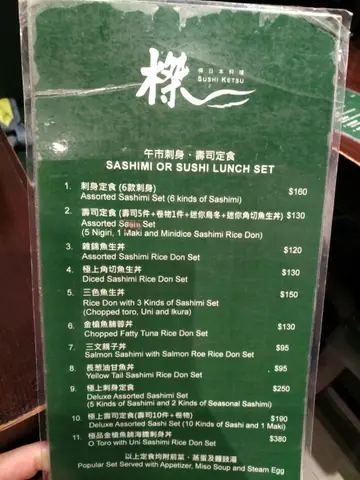 桀日本料理
SUSHI KETSU
午市刺身、壽司定食
SASHIMI OR SUSHI LUNCH SET
1. 刺身定食 (6款刺身) $160
Assorted Sashimi Set (6 kinds of Sashimi)
2. 壽司定食 (壽司5件+卷物1件+迷你烏冬+迷你角切魚生丼) $130
Assorted Set
(5 Nigiri, 1 Maki and Minidice Sashimi Rice Don)
3. 雜錦魚生丼 $120
Assorted Sashimi Rice Don Set
4. 極上角切魚生丼 $130
Diced Sashimi Rice Don Set
5. 三色魚生丼 $150
Rice Don with 3 Kinds of Sashimi Set
(Chopped toro, Uni and Ikura)
6. 金槍魚腩蓉丼 $130
Chopped Fatty Tuna Rice Don Set
7. 三文親子丼 $95
Salmon Sashimi with Salmon Roe Rice Don Set
8. 長葱油甘魚丼 $95
Yellow Tail Sashimi Rice Don Set
9. 極上刺身定食 $250
Deluxe Assorted Sashimi Set
(5 Kinds of Sashimi and 2 Kinds of Seasonal Sashimi)
10. 極上壽司定食 (壽司10件+卷物) $190
Deluxe Assorted Sashi Set (10 Kinds of Sashi and 1 Maki)
11. 極品金槍魚腩海膽刺身丼 $380
O Toro with Uni Sashimi Rice Don Set
以上定食均附前菜、蒸蛋及麵豉湯
Popular Set Served with Appetizer, Miso Soup and Steam Egg